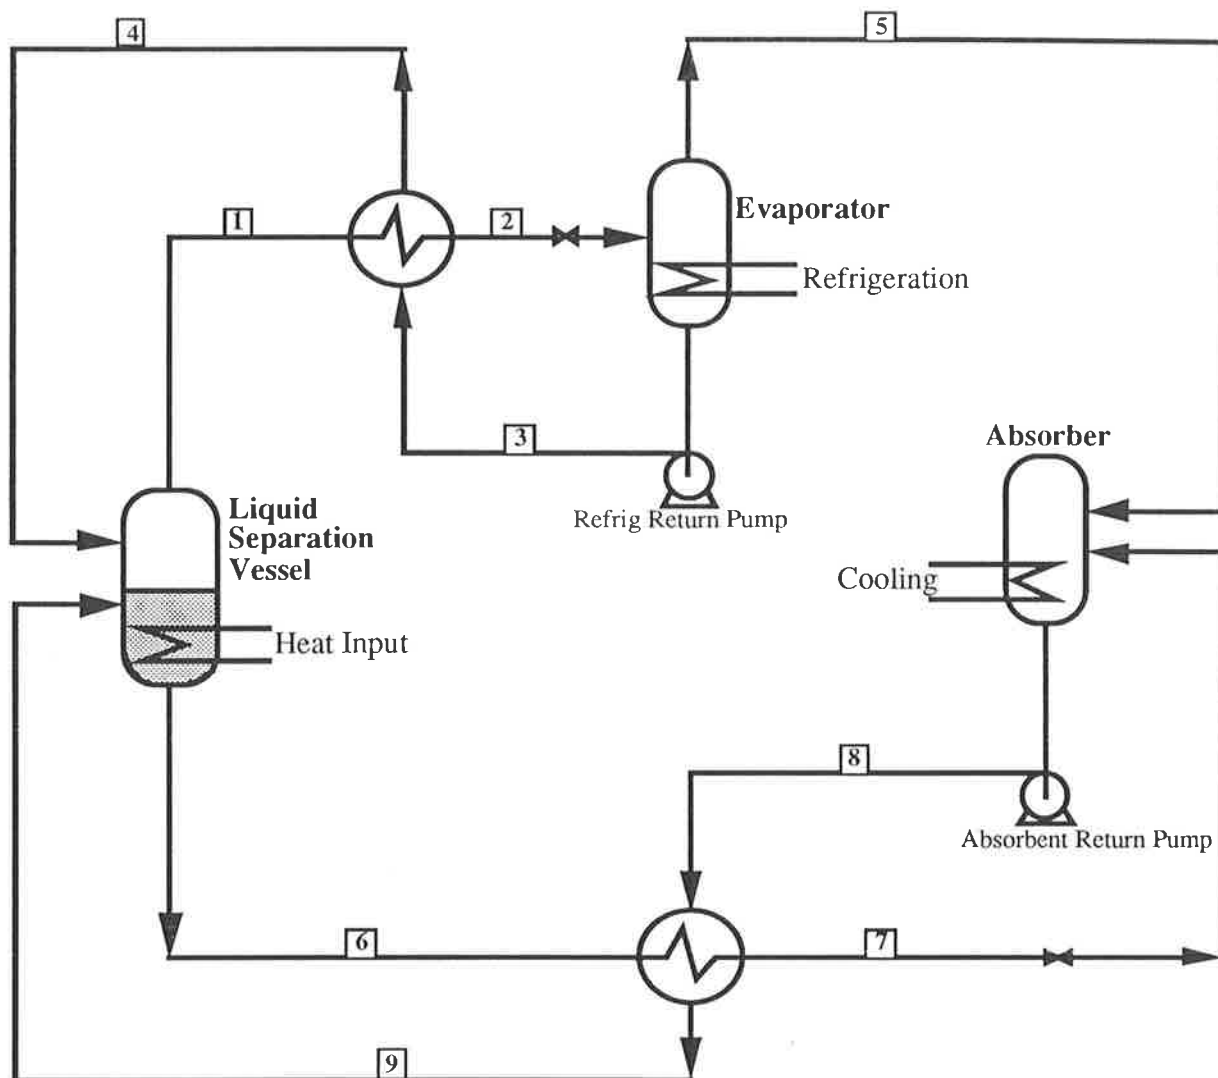 4
5
1
2
Evaporator
Refrigeration
3
Absorber
Refrig Return Pump
Liquid
Separation
Vessel
Cooling
Heat Input
8
Absorbent Return Pump
6
7
9